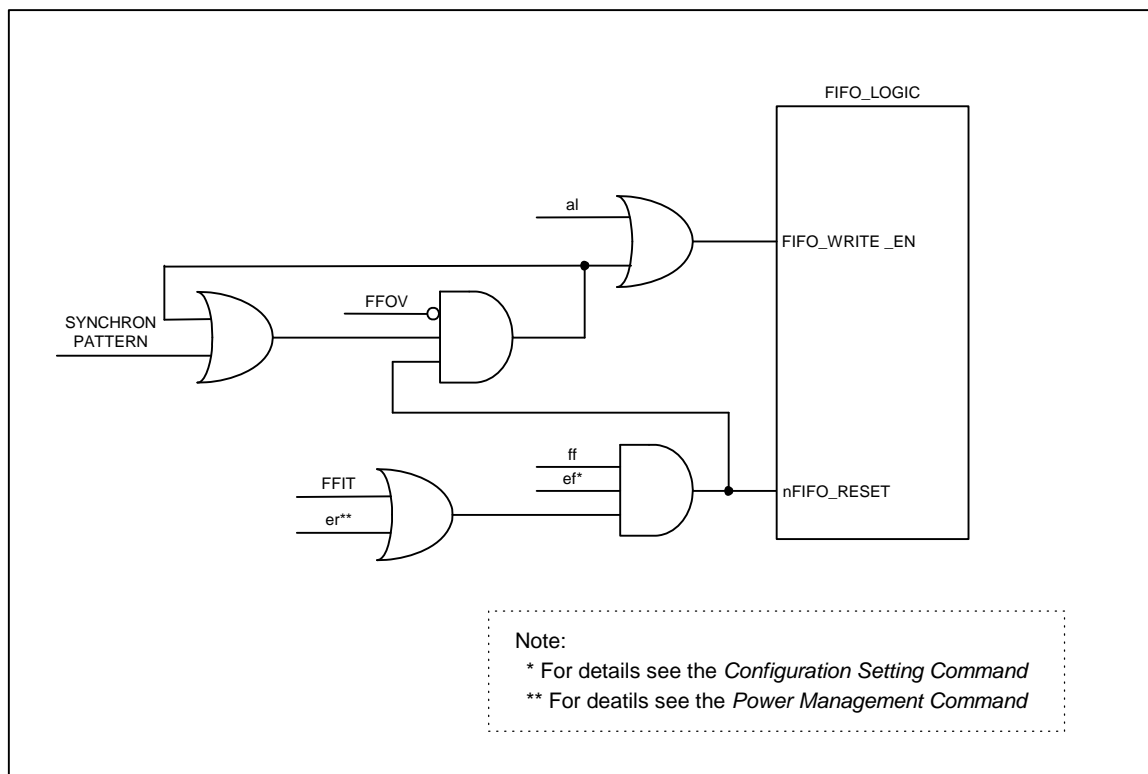 FIFO_LOGIC
al
FIFO_WRITE _EN
FFOV
SYNCHRON
PATTERN
ff
ef*
nFIFO_RESET
FFIT
er**
Note:
* For details see the Configuration Setting Command
** For deatils see the Power Management Command